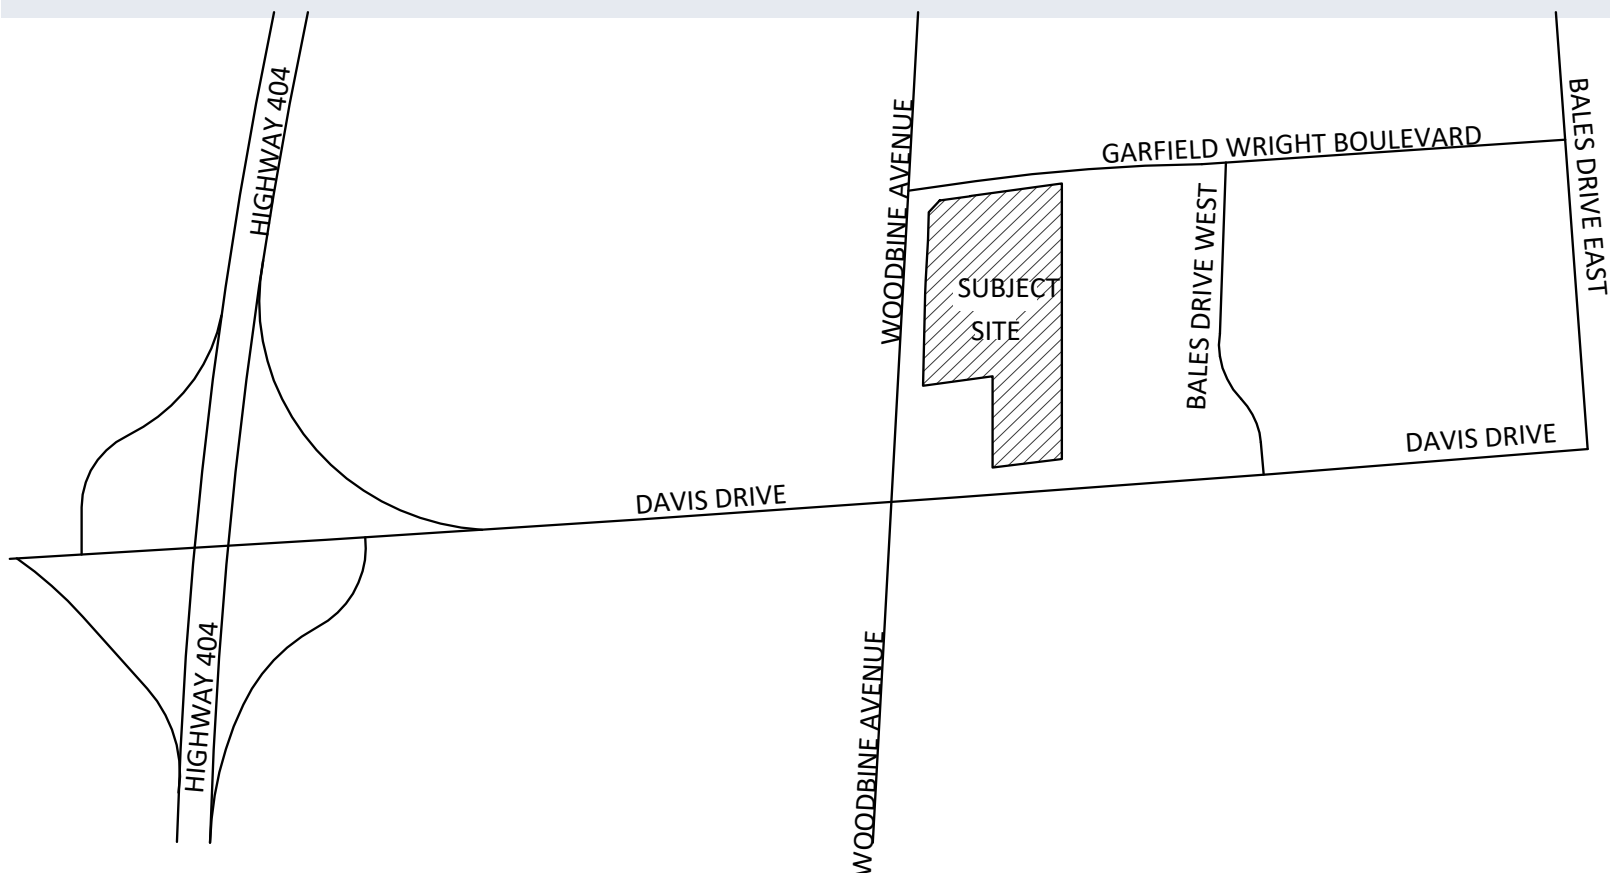 HIGHWAY 404
WOODBINE AVENUE
GARFIELD WRIGHT BOULEVARD
BALES DRIVE EAST
BALES DRIVE WEST
SUBJECT
SITE
DAVIS DRIVE
DAVIS DRIVE
HIGHWAY 404
WOODBINE AVENUE